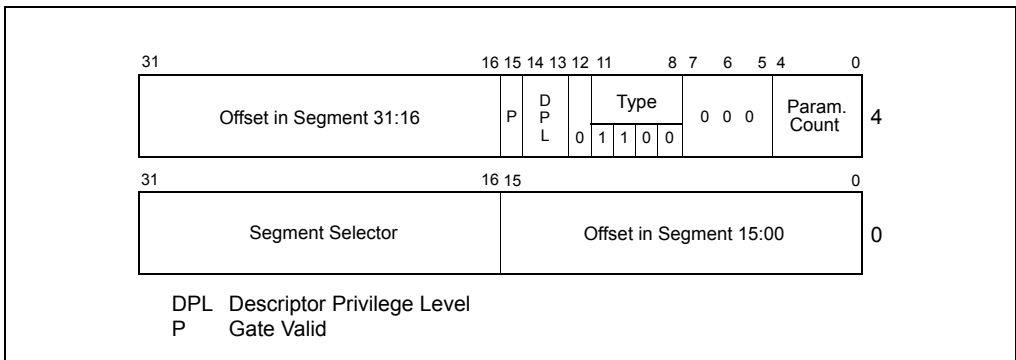 31 16 15 14 13 12 11 8 7 6 5 4 0
Offset in Segment 31:16 P D P L 0 Type 1 1 0 0 0 0 0 Param. Count 4
31 16 15 0
Segment Selector Offset in Segment 15:00 0
DPL Descriptor Privilege Level
P Gate Valid